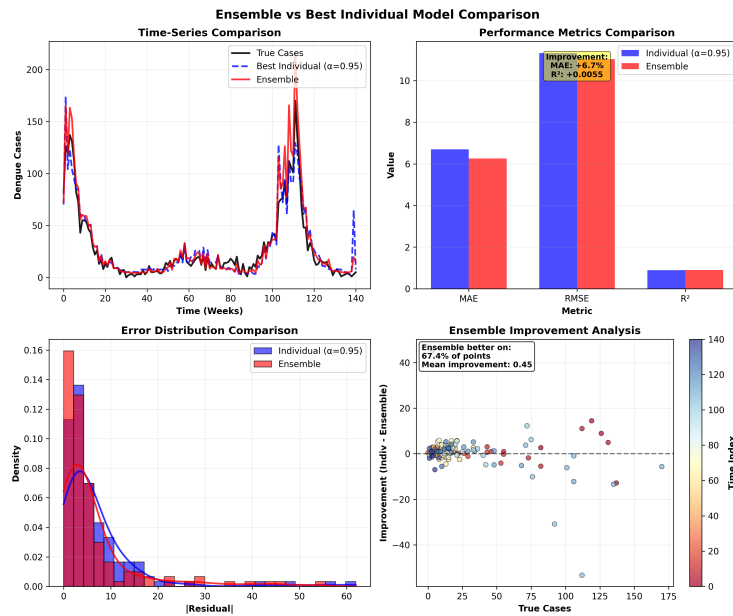 Ensemble vs Best Individual Model Comparison
Time-Series Comparison
True Cases
Best Individual (α=0.95)
Ensemble
Dengue Cases
200
150
100
50
0
0 20 40 60 80 100 120 140
Time (Weeks)
Performance Metrics Comparison
Improvement:
MAE: +6.7%
R²: +0.0055
Individual (α=0.95)
Ensemble
Value
10
8
6
4
2
0
MAE RMSE R²
Metric
Error Distribution Comparison
Individual (α=0.95)
Ensemble
Density
0.16
0.14
0.12
0.10
0.08
0.06
0.04
0.02
0.00
0 10 20 30 40 50 60
|Residual|
Ensemble Improvement Analysis
Ensemble better on:
67.4% of points
Mean improvement: 0.45
Improvement (Indiv - Ensemble)
40
20
0
−20
−40
0 25 50 75 100 125 150 175
True Cases
140
120
100
80
60
40
20
0
Time Index